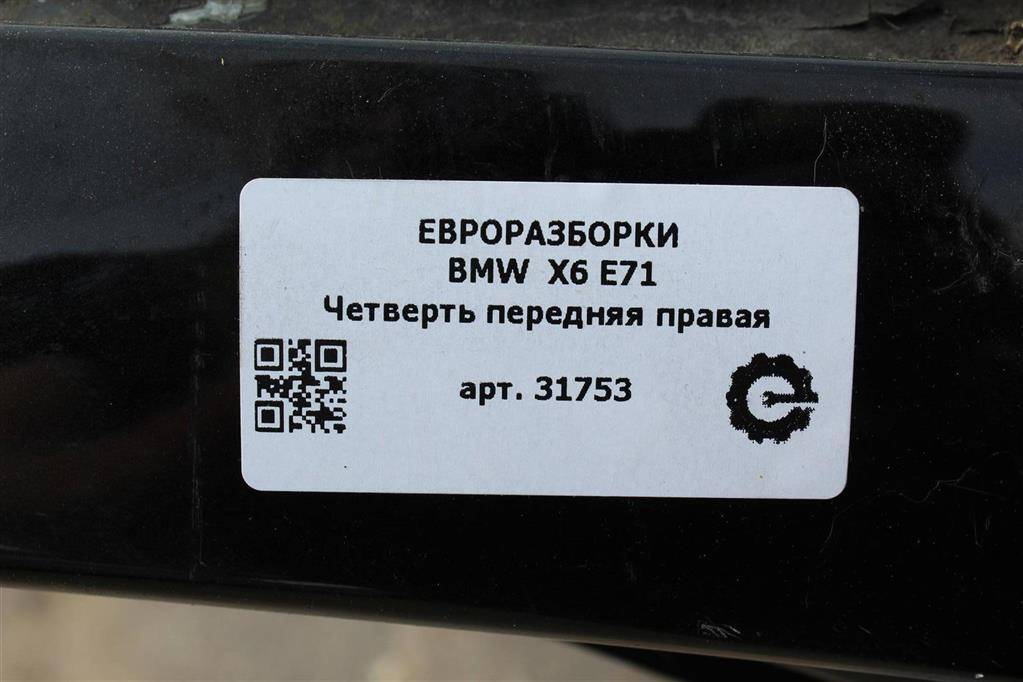 ЕВРОРАЗБОРКИ
BMW X6 E71
Четверть передняя правая
арт. 31753